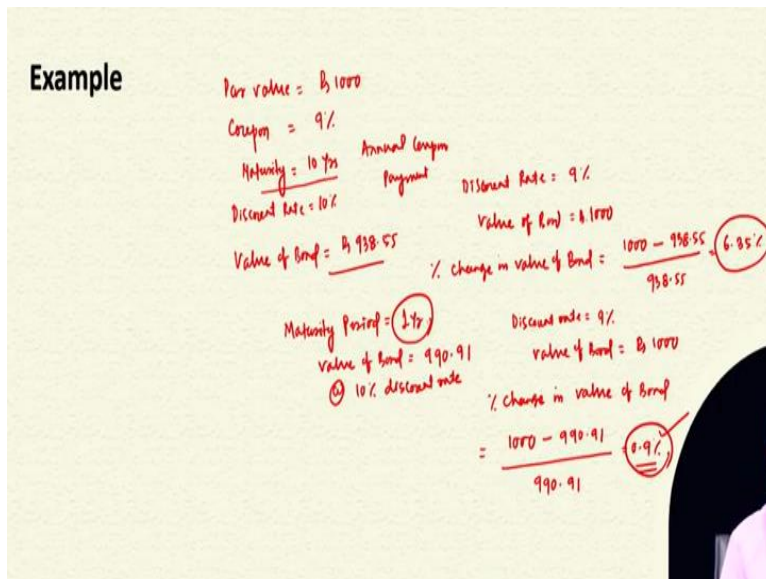 Example
Par value = ₨ 1000
Coupon = 9%
Maturity = 10 Yrs
Annual Coupon
Payment
Discount Rate = 10%
Value of Bond = ₨ 938.55
Discount Rate = 9%
Value of Bond = ₨ 1000
% change in value of Bond = 1000 - 938.55 / 938.55 = 6.85%
Maturity Period = 1 Yr,
value of Bond = 990.91
@ 10% discount rate
Discount rate = 9%
value of Bond = ₨ 1000
% change in value of Bond
= 1000 - 990.91 / 990.91 = 0.9%